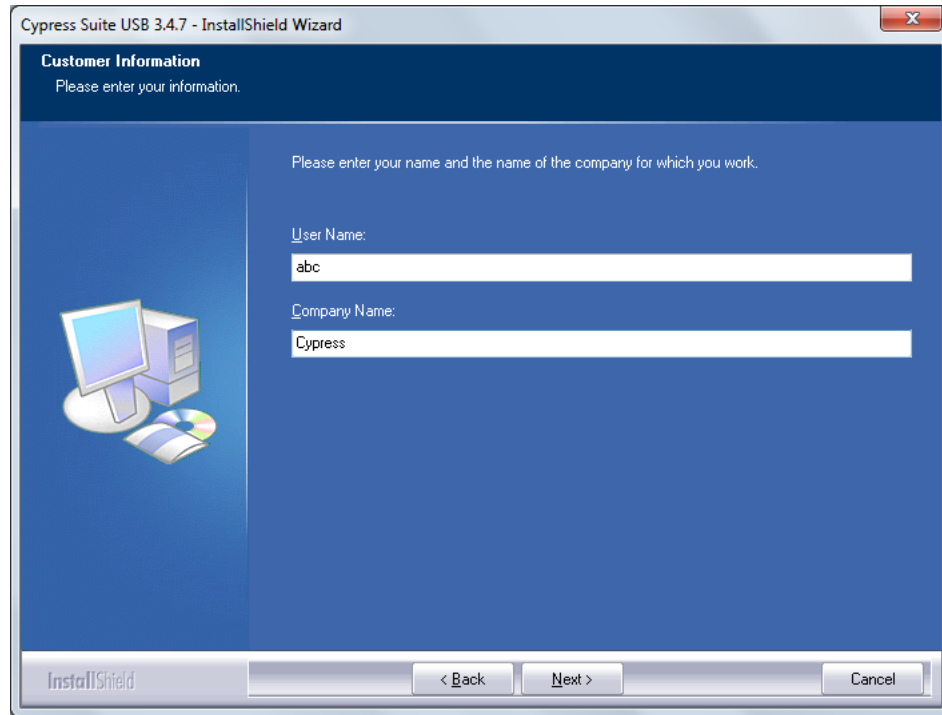 Cypress Suite USB 3.4.7 - InstallShield Wizard
Customer Information
Please enter your information.
Please enter your name and the name of the company for which you work.
User Name:
abc
Company Name:
Cypress
InstallShield
< Back
Next >
Cancel